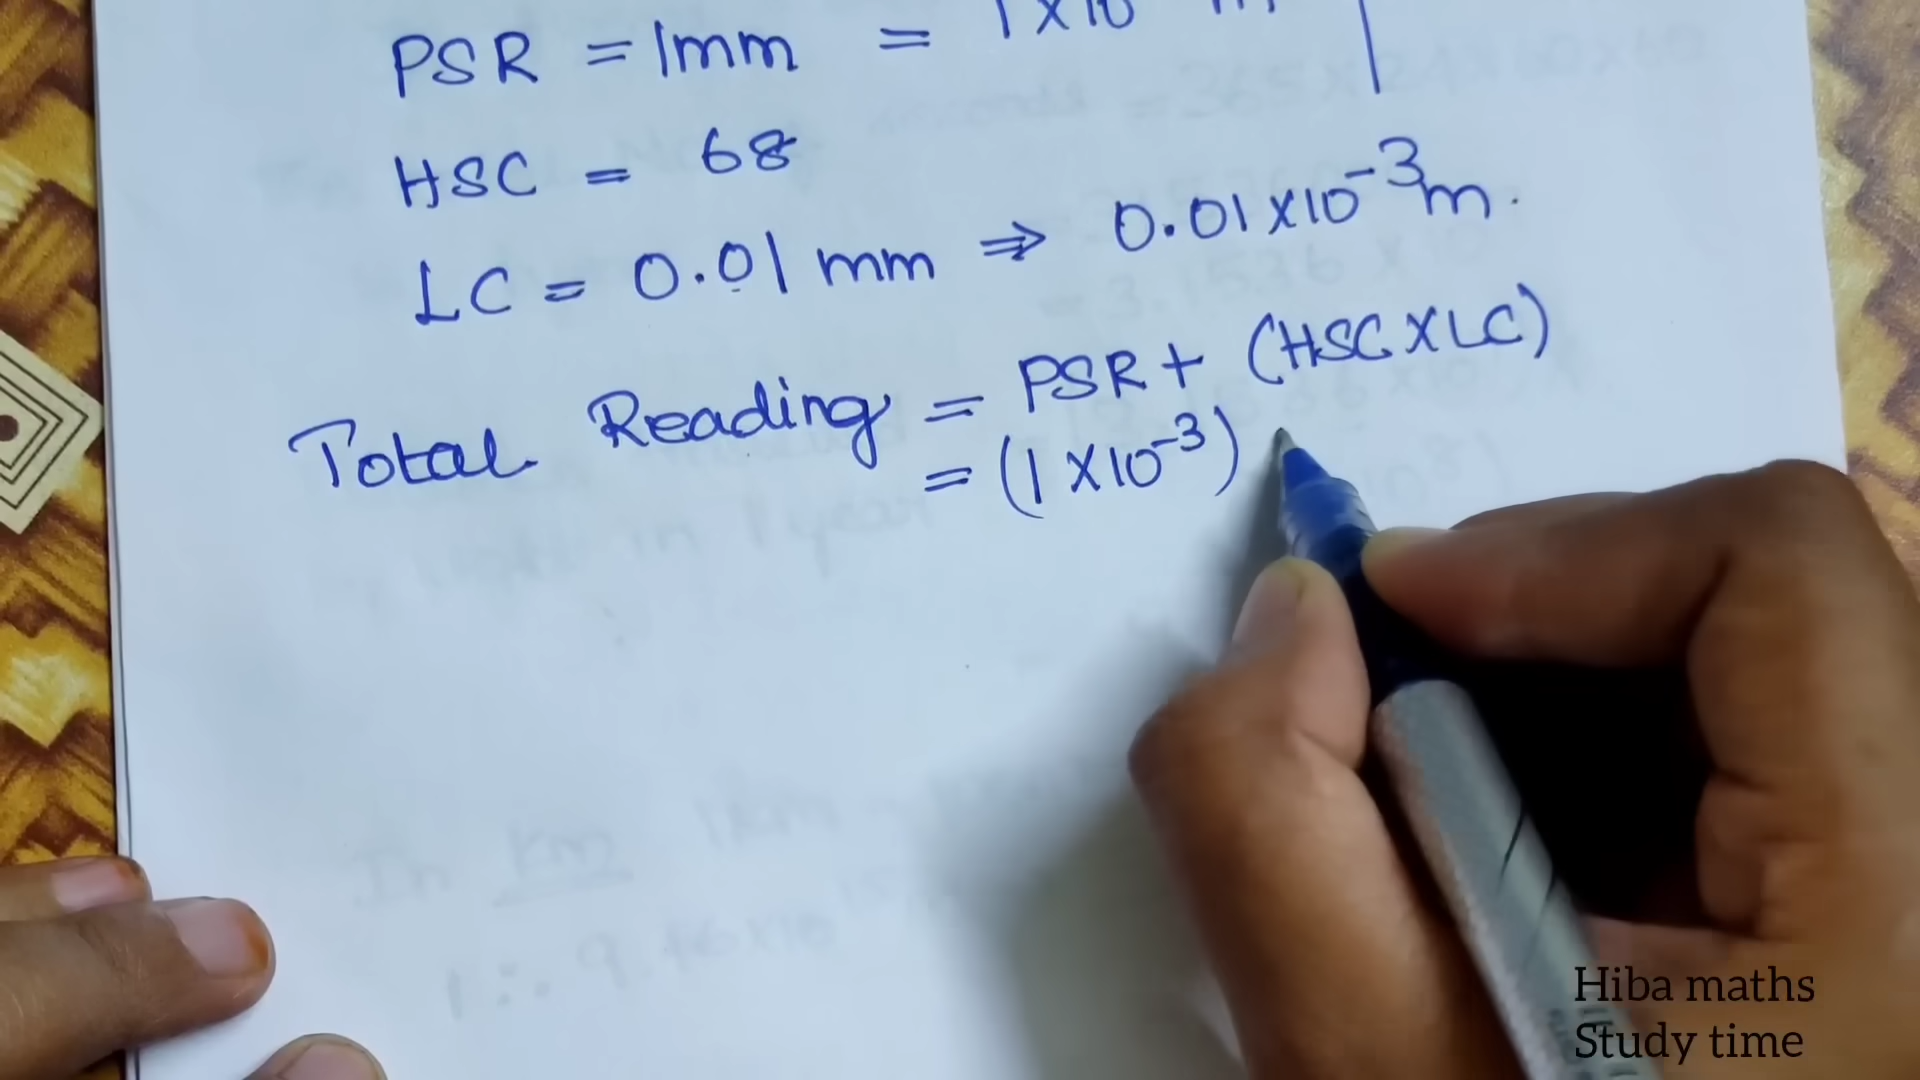 PSR = 1mm = 1 x 10 m
HSC = 68
LC = 0.01 mm ⇒ 0.01 x 10⁻³ m.
Total Reading = PSR + (HSC X LC)
= (1 x 10⁻³)
Hiba maths
Study time